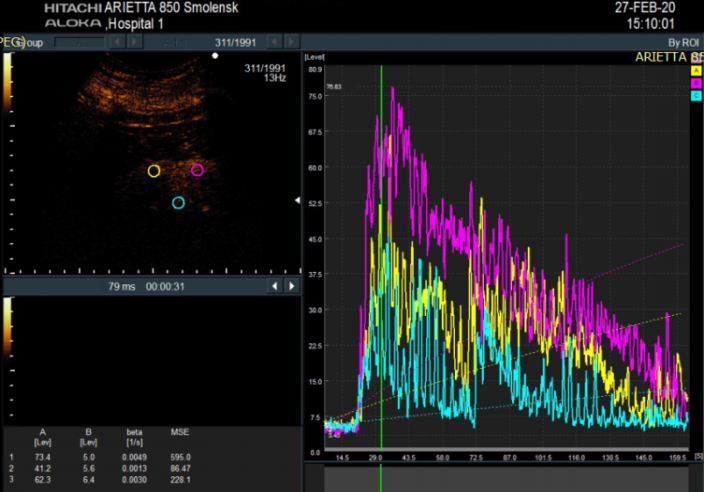 HITACHI ARIETTA 850 Smolensk
ALOKA ,Hospital 1
27-FEB-20
15:10:01
PEG)
Group
311/1991
By ROI
ARIETTA 85
311/1991
13Hz
[Level]
80.9
76.83
75.0
67.5
60.0
52.5
45.0
37.5
30.0
22.5
15.0
7.5
3.43
0.0
14.5 29.0 43.5 58.0 72.5 87.0 101.5 116.0 130.5 145.0 159.5 [S]
A
B
C
79 ms 00:00:31
A B beta MSE
[Lev] [Lev] [1/s]
1 73.4 5.0 0.0049 595.0
2 41.2 5.6 0.0013 86.47
3 62.3 6.4 0.0030 228.1